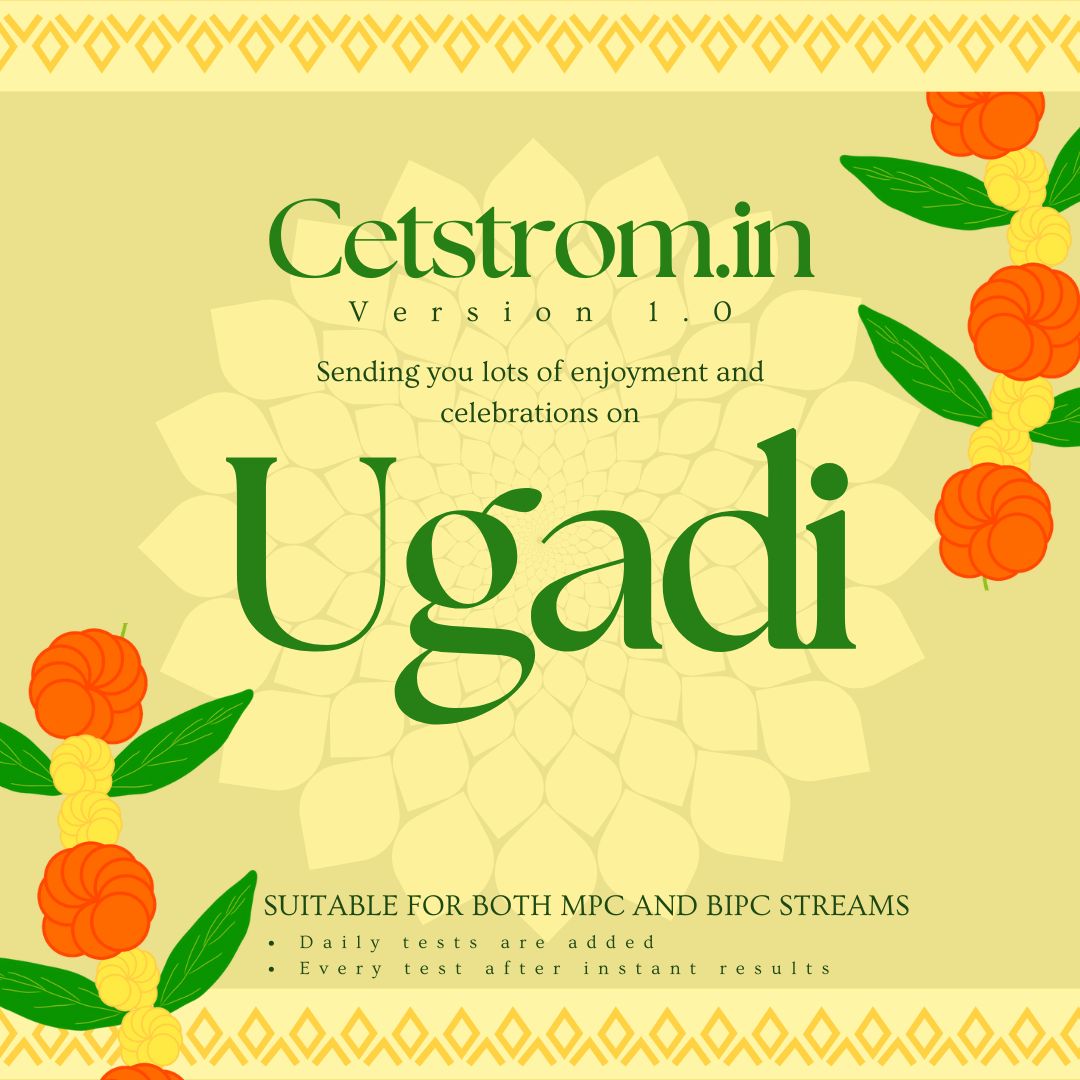 Cetstrom.in
Version 1.0
Sending you lots of enjoyment and
celebrations on
Ugadi
SUITABLE FOR BOTH MPC AND BIPC STREAMS
• Daily tests are added
• Every test after instant results